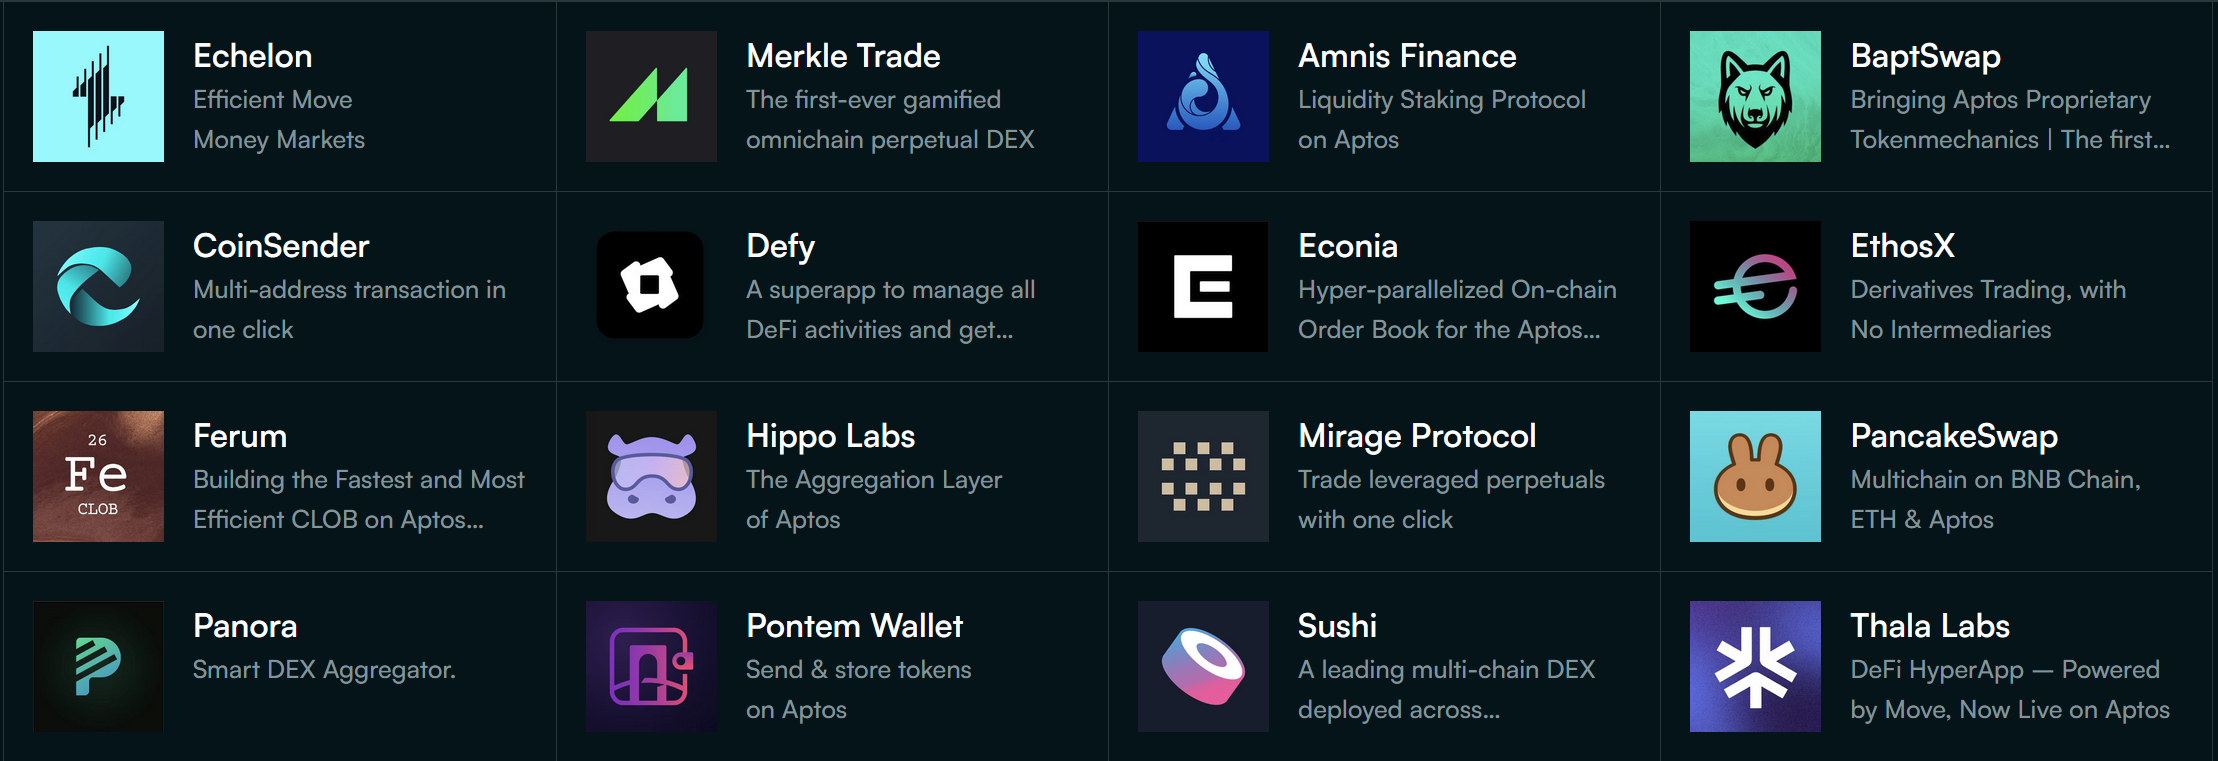 Echelon
Efficient Move
Money Markets
Merkle Trade
The first-ever gamified
omnichain perpetual DEX
Amnis Finance
Liquidity Staking Protocol
on Aptos
BaptSwap
Bringing Aptos Proprietary
Tokenmechanics | The first...
CoinSender
Multi-address transaction in
one click
Defy
A superapp to manage all
DeFi activities and get...
Econia
Hyper-parallelized On-chain
Order Book for the Aptos...
EthosX
Derivatives Trading, with
No Intermediaries
26
Fe
CLOB
Ferum
Building the Fastest and Most
Efficient CLOB on Aptos...
Hippo Labs
The Aggregation Layer
of Aptos
Mirage Protocol
Trade leveraged perpetuals
with one click
PancakeSwap
Multichain on BNB Chain,
ETH & Aptos
Panora
Smart DEX Aggregator.
Pontem Wallet
Send & store tokens
on Aptos
Sushi
A leading multi-chain DEX
deployed across...
Thala Labs
DeFi HyperApp — Powered
by Move, Now Live on Aptos